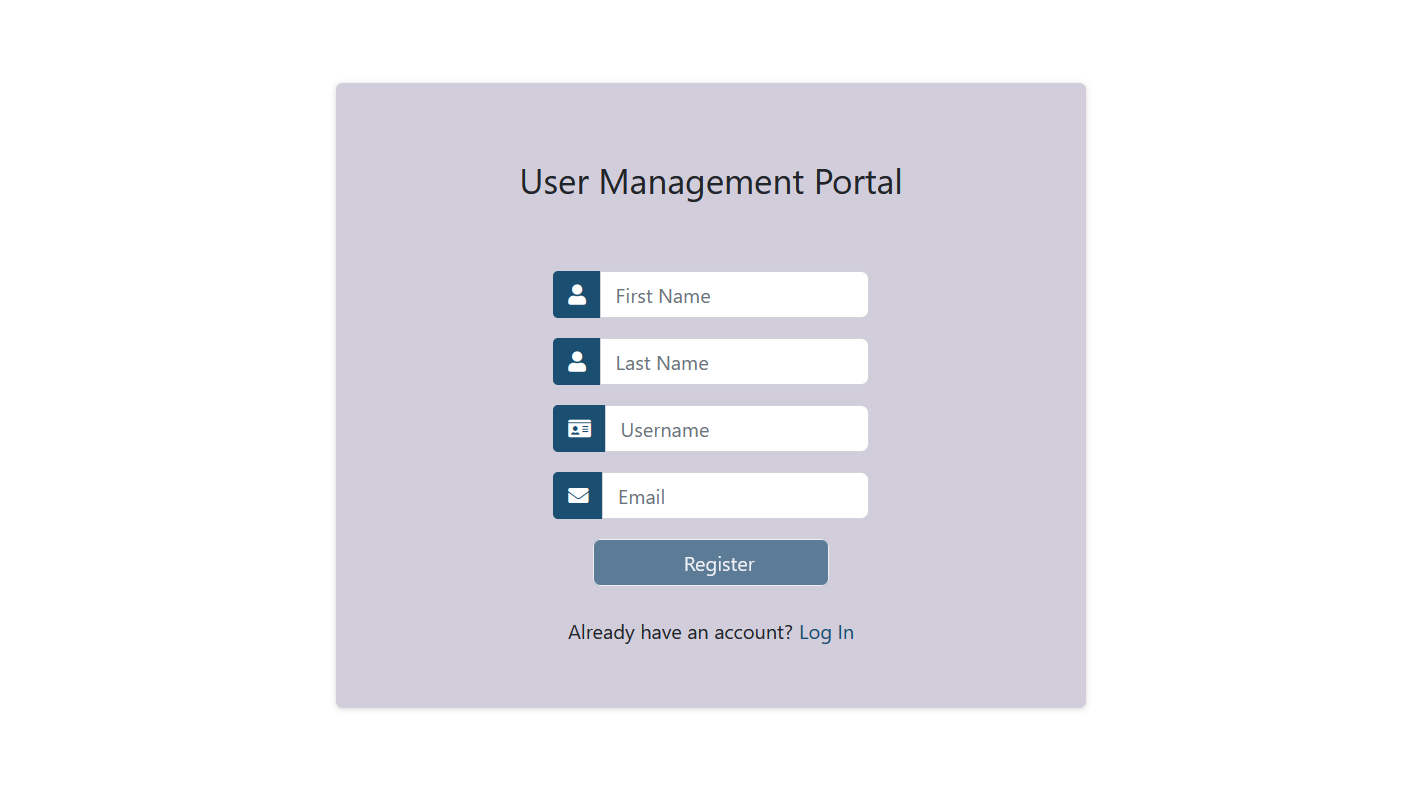 User Management Portal
First Name
Last Name
Username
Email
Register
Already have an account? Log In